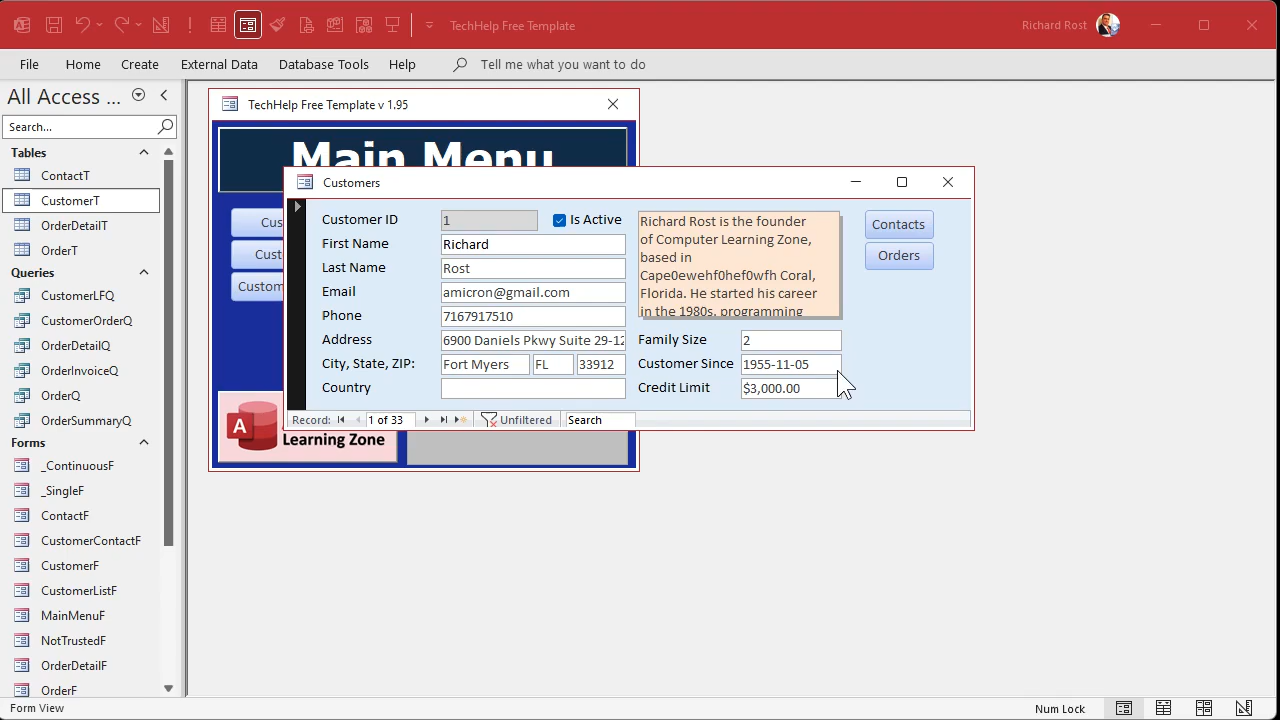 TechHelp Free Template
Richard Rost
File Home Create External Data Database Tools Help Tell me what you want to do
All Access ...
Search...
Tables
ContactT
CustomerT
OrderDetailT
OrderT
Queries
CustomerLFQ
CustomerOrderQ
OrderDetailQ
OrderInvoiceQ
OrderQ
OrderSummaryQ
Forms
_ContinuousF
_SingleF
ContactF
CustomerContactF
CustomerF
CustomerListF
MainMenuF
NotTrustedF
OrderDetailF
OrderF
TechHelp Free Template v 1.95
Main Menu
Cus
Cust
Custom
A
Learning Zone
Customers
Customer ID 1 Is Active
First Name Richard
Last Name Rost
Email amicron@gmail.com
Phone 7167917510
Address 6900 Daniels Pkwy Suite 29-12
City, State, ZIP: Fort Myers FL 33912
Country
Richard Rost is the founder
of Computer Learning Zone,
based in
Cape0ewehf0hef0wfh Coral,
Florida. He started his career
in the 1980s, programming
Family Size 2
Customer Since 1955-11-05
Credit Limit $3,000.00
Contacts
Orders
Record: 1 of 33 Unfiltered Search
Form View
Num Lock